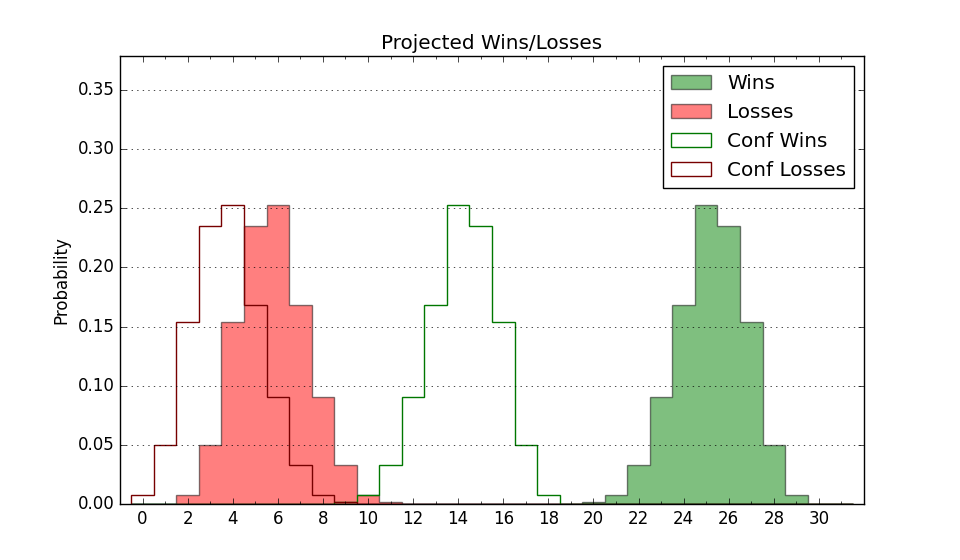 Projected Wins/Losses
Wins
Losses
Conf Wins
Conf Losses
Probability
0.35
0.30
0.25
0.20
0.15
0.10
0.05
0.00
0 2 4 6 8 10 12 14 16 18 20 22 24 26 28 30